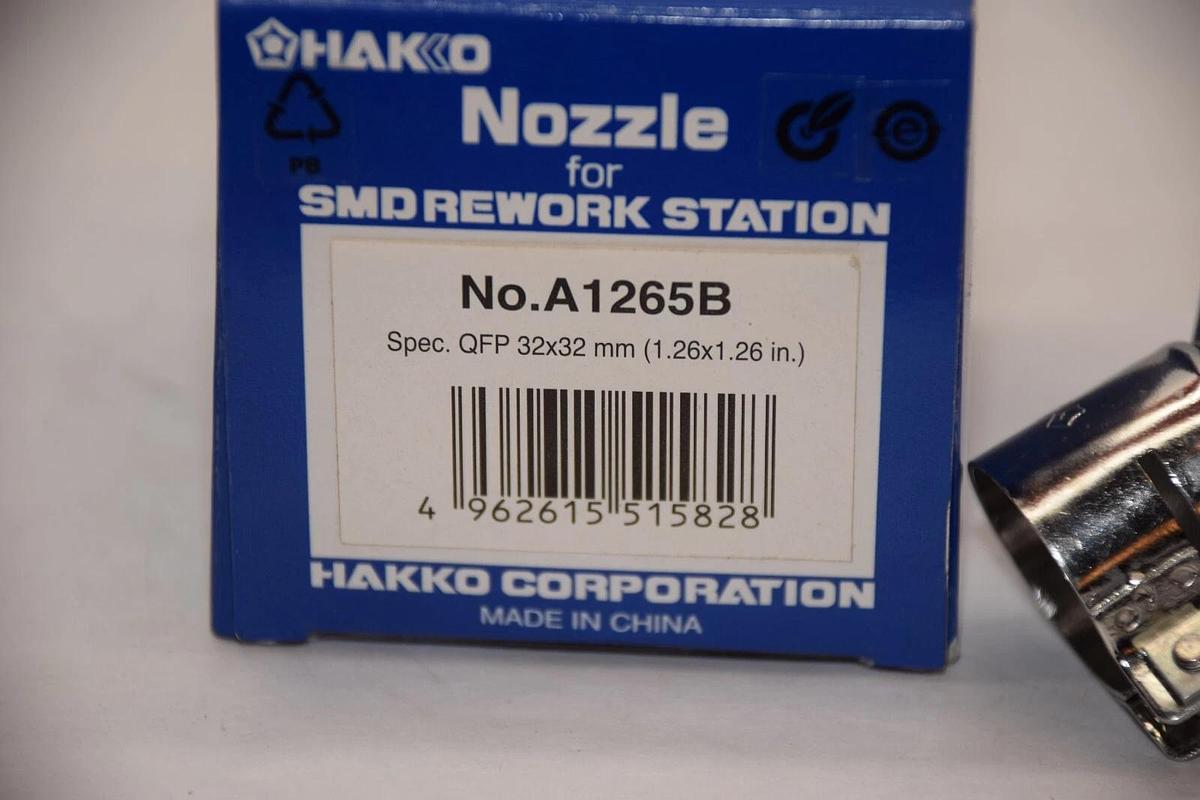 HAKKO
Nozzle
PB
for
SMD REWORK STATION
No.A1265B
Spec. QFP 32x32 mm (1.26x1.26 in.)
4 962615 515828
HAKKO CORPORATION
MADE IN CHINA